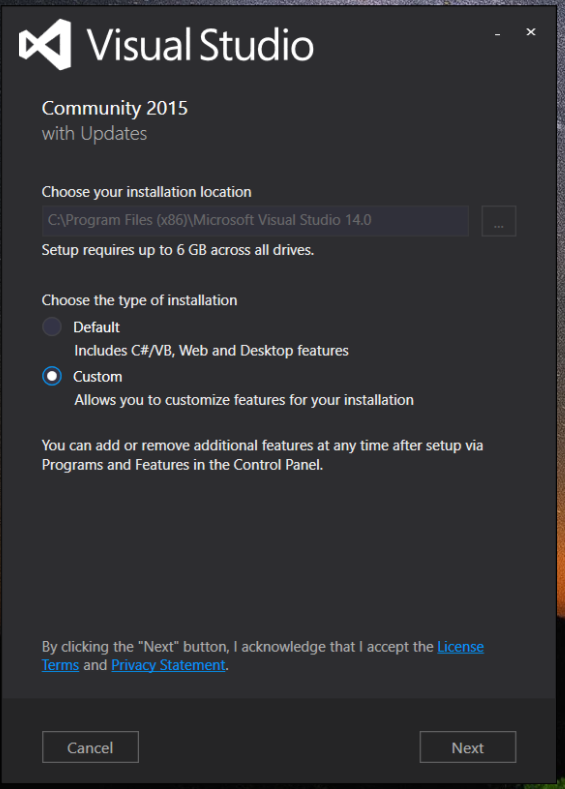 Visual Studio
Community 2015
with Updates
Choose your installation location
C:\Program Files (x86)\Microsoft Visual Studio 14.0
...
Setup requires up to 6 GB across all drives.
Choose the type of installation
Default
Includes C#/VB, Web and Desktop features
Custom
Allows you to customize features for your installation
You can add or remove additional features at any time after setup via
Programs and Features in the Control Panel.
By clicking the "Next" button, I acknowledge that I accept the License
Terms and Privacy Statement.
Cancel
Next